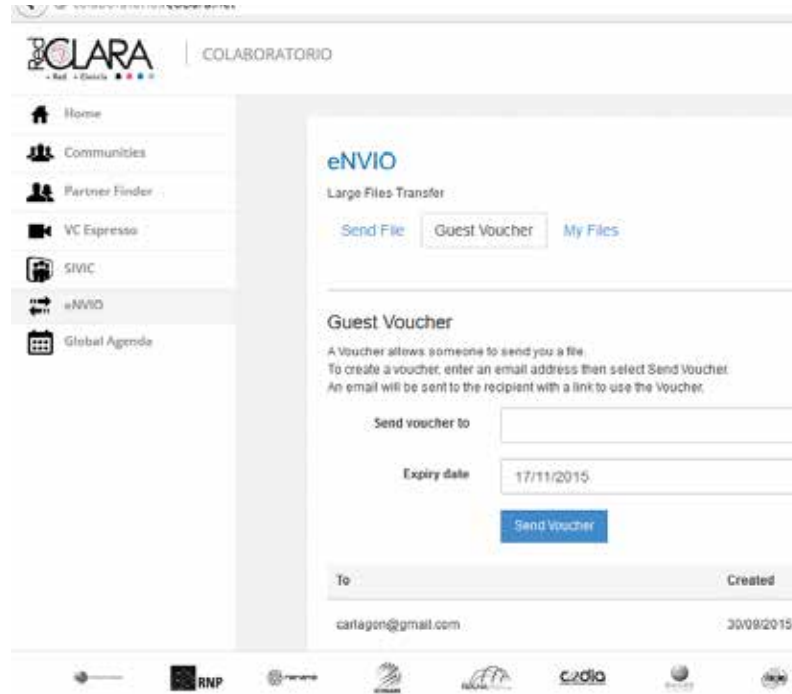 Red CLARA
COLABORATORIO
Home
Communities
Partner Finder
VC Espresso
SIVIC
eNVIO
Global Agenda
eNVIO
Large Files Transfer
Send File
Guest Voucher
My Files
Guest Voucher
A Voucher allows someone to send you a file.
To create a voucher, enter an email address then select Send Voucher.
An email will be sent to the recipient with a link to use the Voucher.
Send voucher to
Expiry date
17/11/2015
Send Voucher
To
Created
carlagon@gmail.com
30/09/2015
RNP
cedia